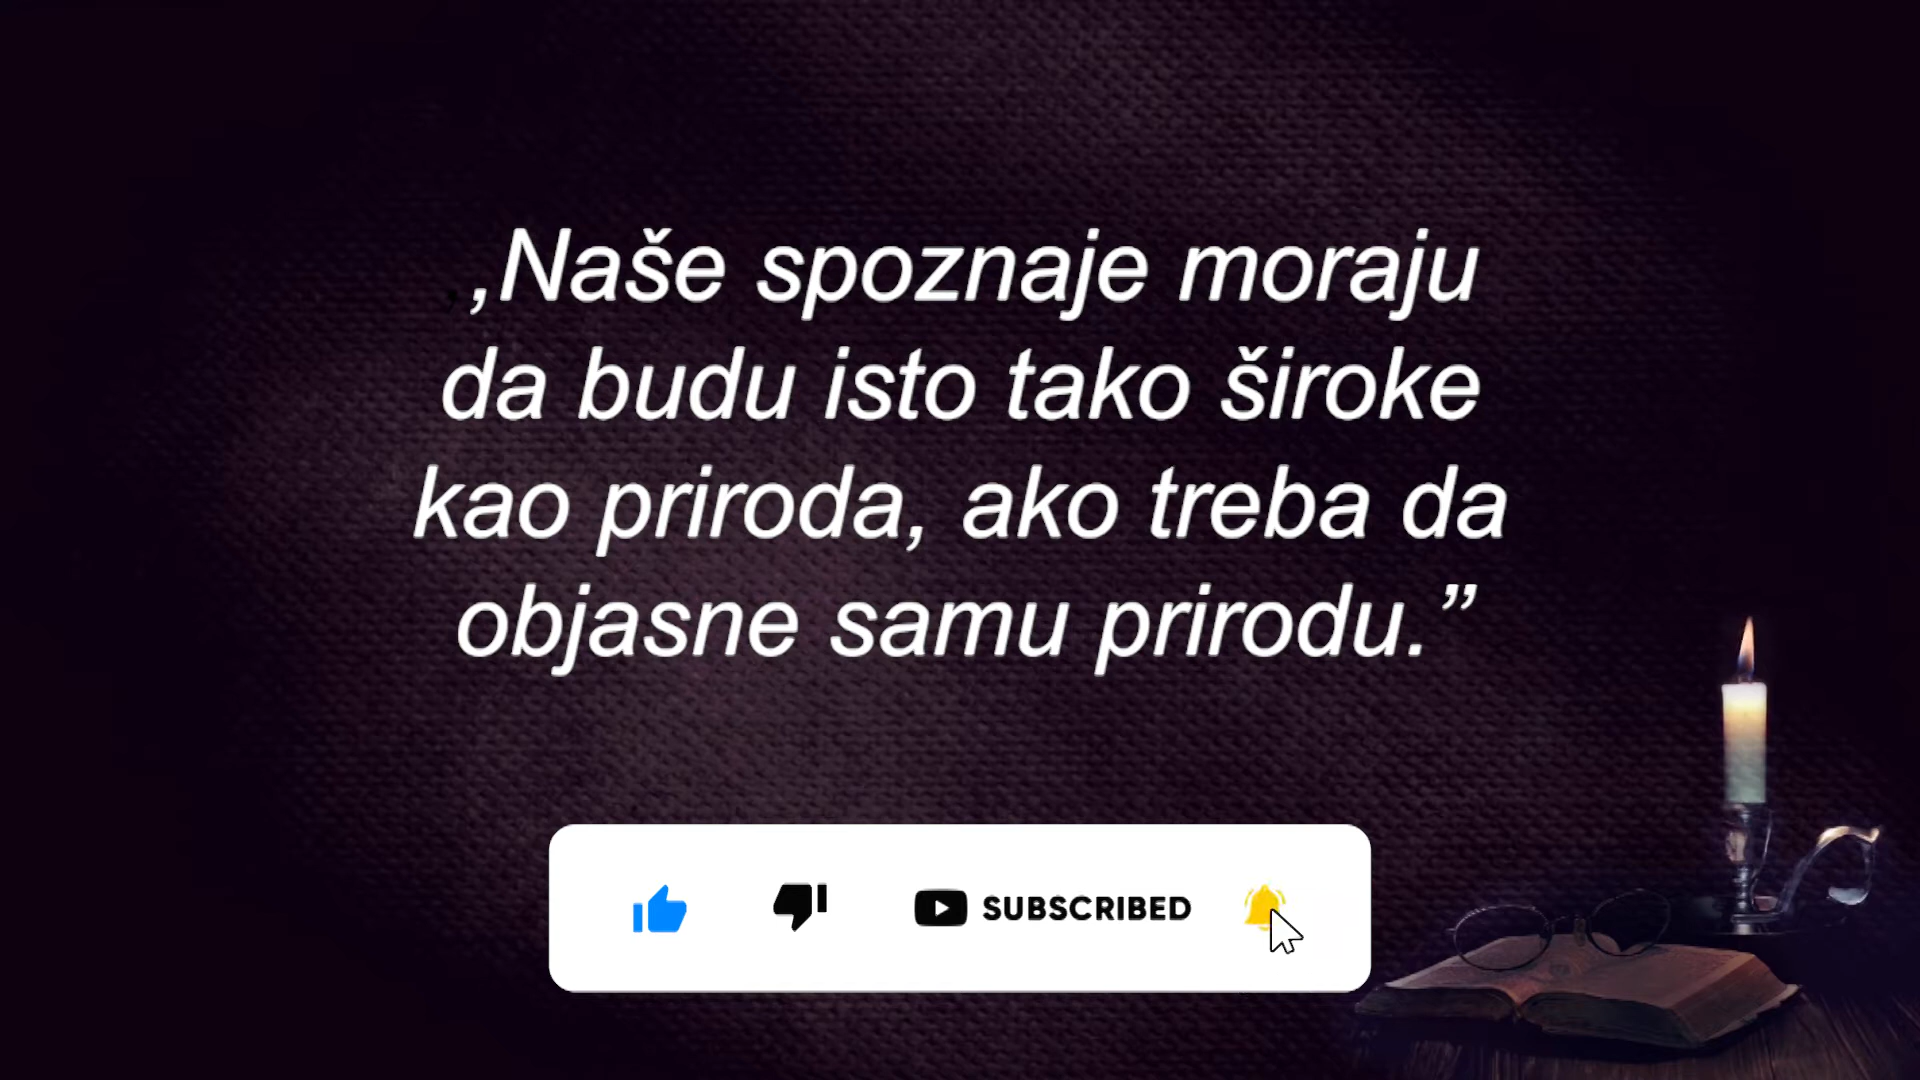 „Naše spoznaje moraju
da budu isto tako široke
kao priroda, ako treba da
objasne samu prirodu.”
SUBSCRIBED